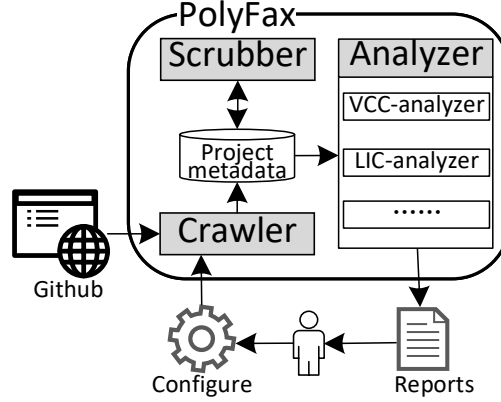 PolyFax
Scrubber
Analyzer
VCC-analyzer
Project
metadata
LIC-analyzer
······
Crawler
Github
Configure
Reports